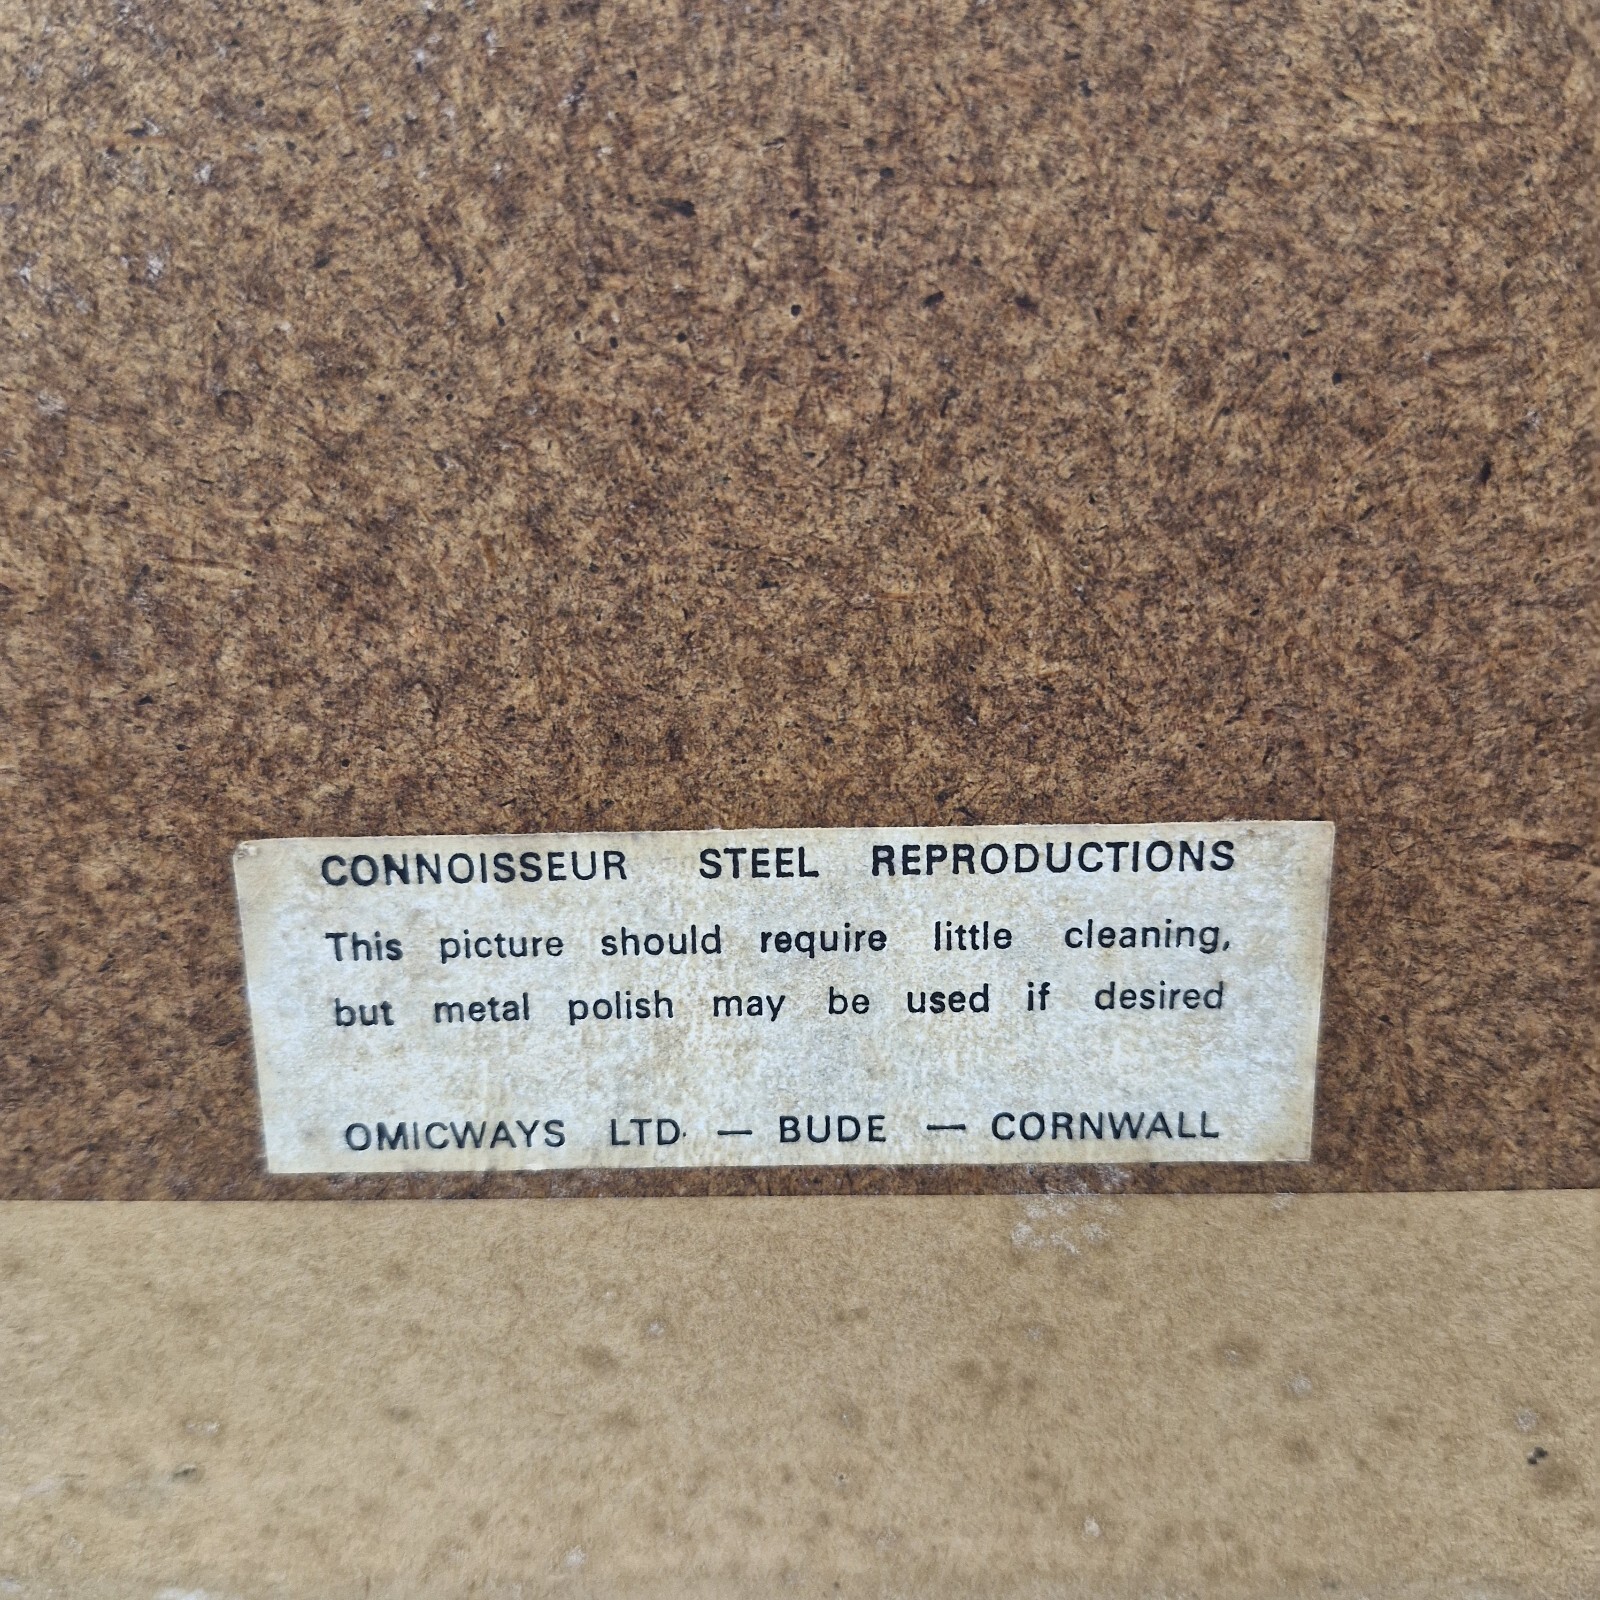 CONNOISSEUR STEEL REPRODUCTIONS
This picture should require little cleaning,
but metal polish may be used if desired
OMICWAYS LTD. — BUDE — CORNWALL